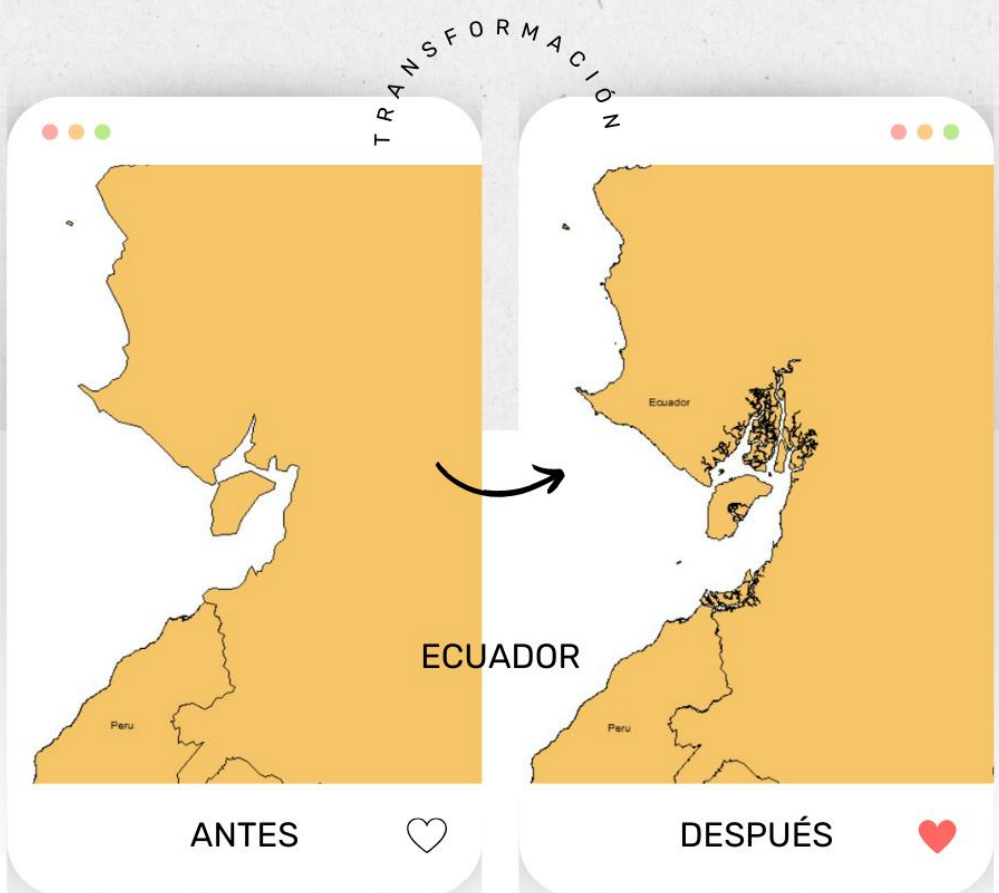 TRANSFORMACIÓN
Ecuador
ECUADOR
Peru
Peru
ANTES
DESPUÉS